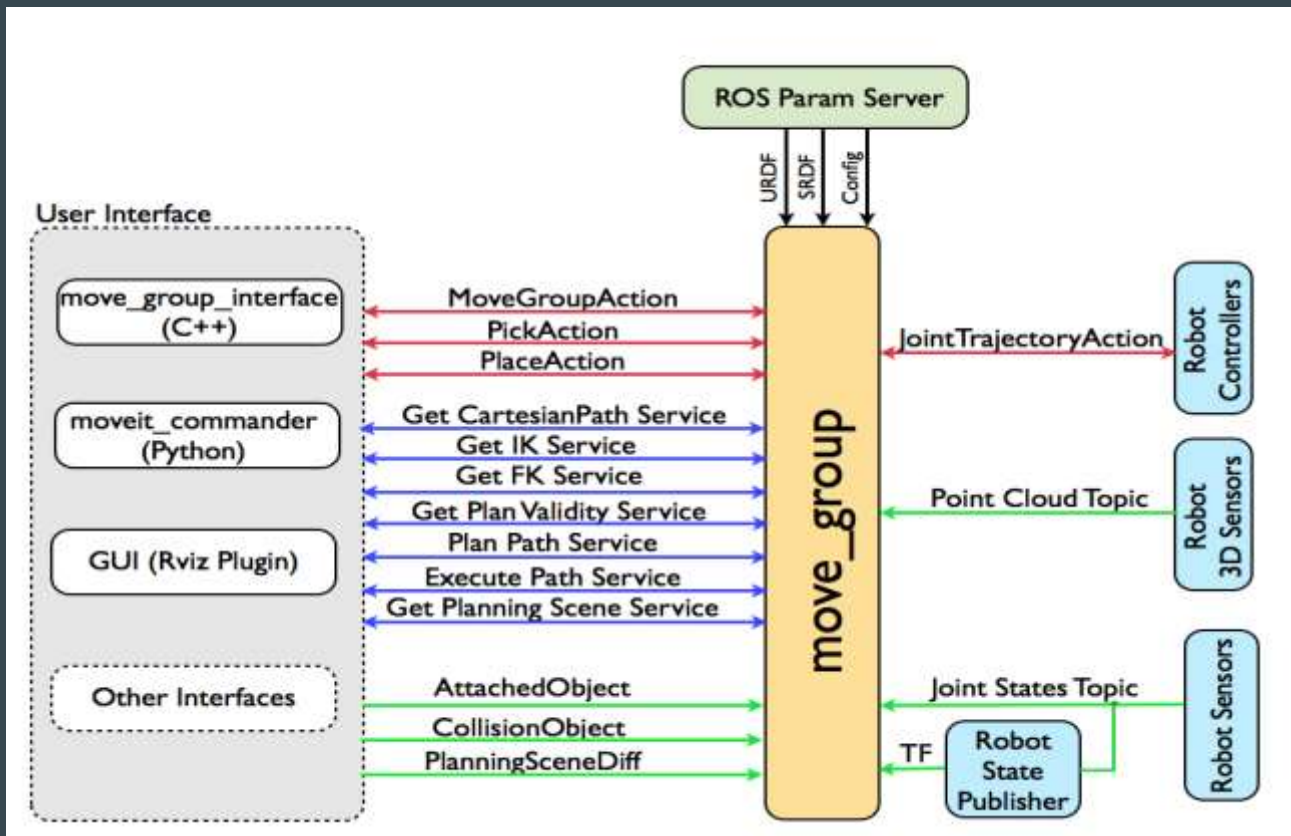 ROS Param Server
URDF
SRDF
Config
User Interface
move_group_interface
(C++)
moveit_commander
(Python)
GUI (Rviz Plugin)
Other Interfaces
MoveGroupAction
PickAction
PlaceAction
Get CartesianPath Service
Get IK Service
Get FK Service
Get Plan Validity Service
Plan Path Service
Execute Path Service
Get Planning Scene Service
AttachedObject
CollisionObject
PlanningSceneDiff
move_group
JointTrajectoryAction
Robot
Controllers
Point Cloud Topic
Robot
3D Sensors
Joint States Topic
TF
Robot
State
Publisher
Robot Sensors